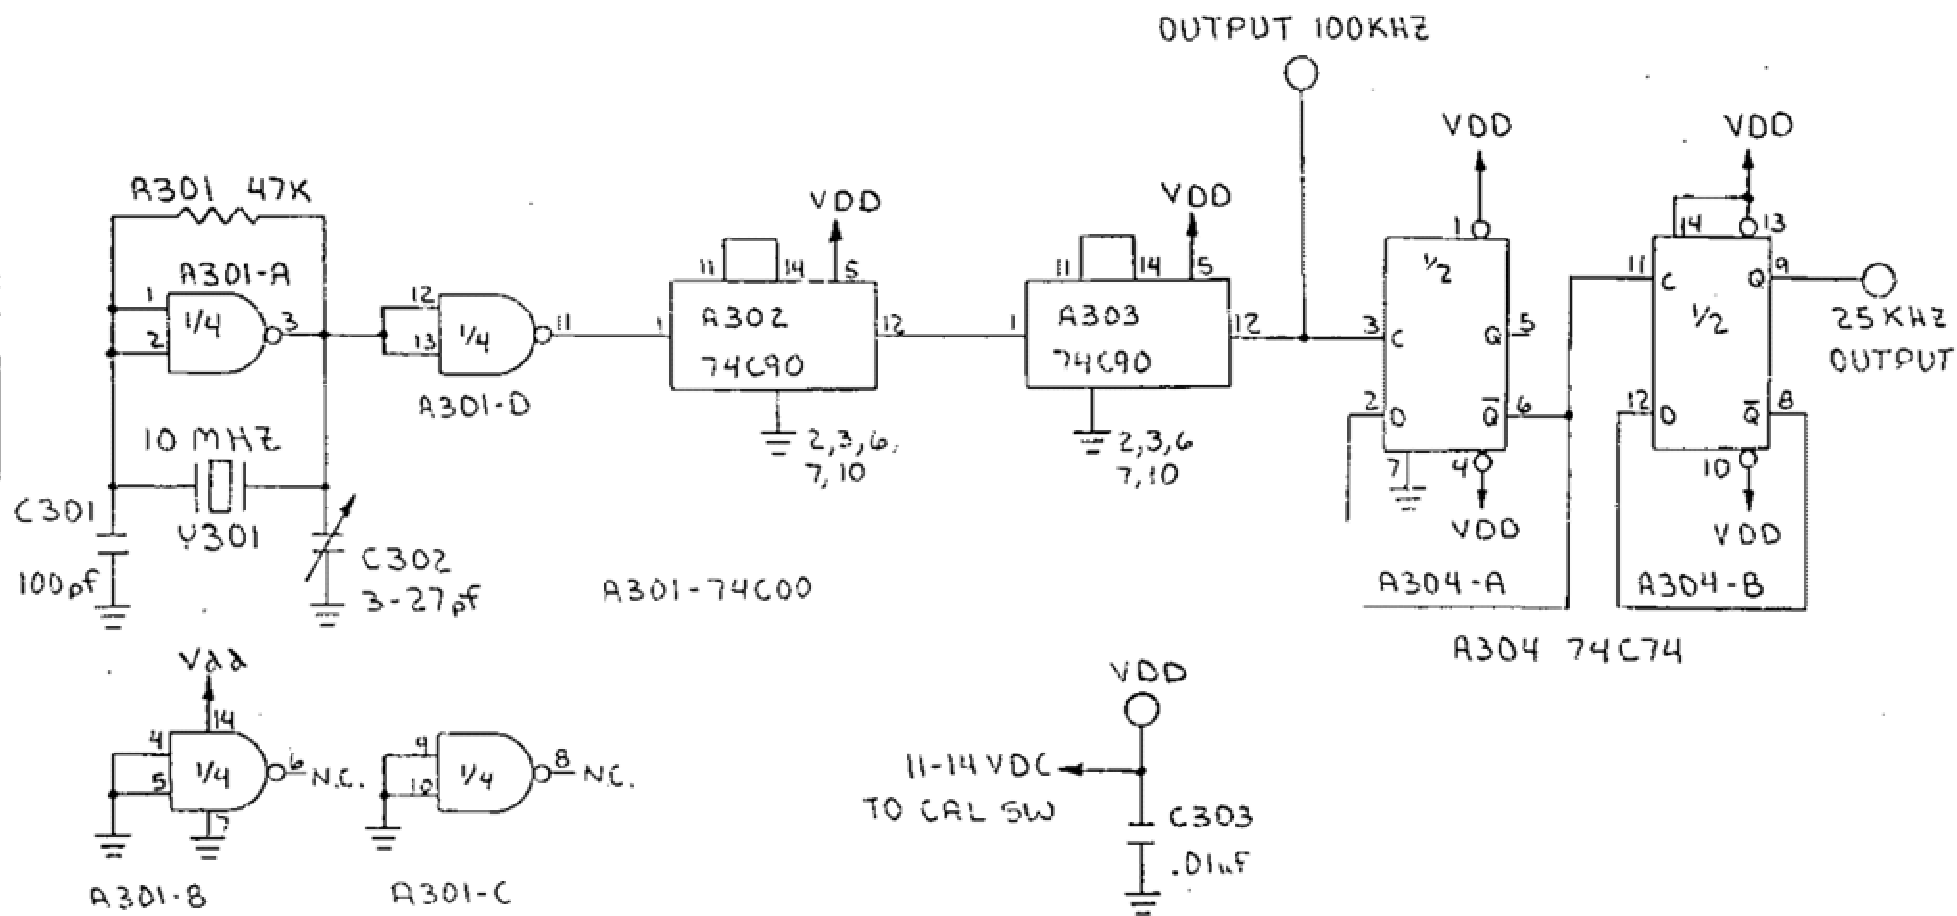 OUTPUT 100KHZ
VDD
VDD
A301 47K
VDD
VDD
A301-A
1
2
1/4
3
12
13
1/4
11
A301-D
11
14
5
1
A302
74C90
12
2,3,6,
7,10
11
14
5
1
A303
74C90
12
2,3,6
7,10
1
1/2
3
C
Q
5
2
D
Q̅
6
7
4
VDD
A304-A
14
13
11
C
Q
9
1/2
12
D
Q̅
8
10
VDD
A304-B
25KHZ
OUTPUT
10 MHZ
Y301
C301
100pf
C302
3-27pf
A301-74C00
A304 74C74
Vdd
14
4
5
1/4
6
N.C.
7
A301-B
9
10
1/4
8
N.C.
A301-C
VDD
11-14 VDC
TO CAL SW
C303
.01uF